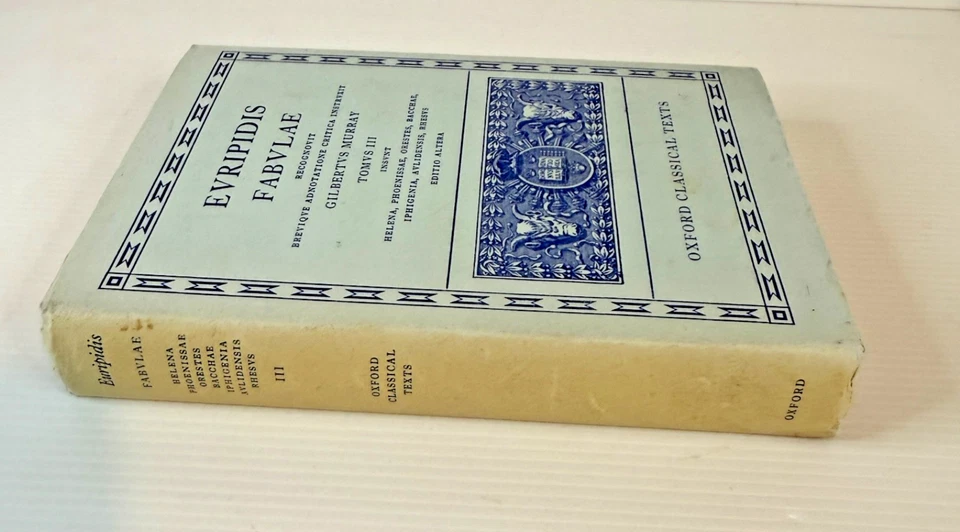 EVRIPIDIS
FABVLAE
RECOGNOVIT
BREVIQVE ADNOTATIONE CRITICA INSTRVXIT
GILBERTVS MURRAY
TOMVS III
INSVNT
HELENA, PHOENISSAE, ORESTES, BACCHAE,
IPHIGENIA, AVLIDENSIS, RHESVS
EDITIO ALTERA
OXFORD CLASSICAL TEXTS
Euripidis
FABVLAE
HELENA
PHOENISSAE
ORESTES
BACCHAE
IPHIGENIA
AVLIDENSIS
RHESVS
III
OXFORD
CLASSICAL
TEXTS
OXFORD